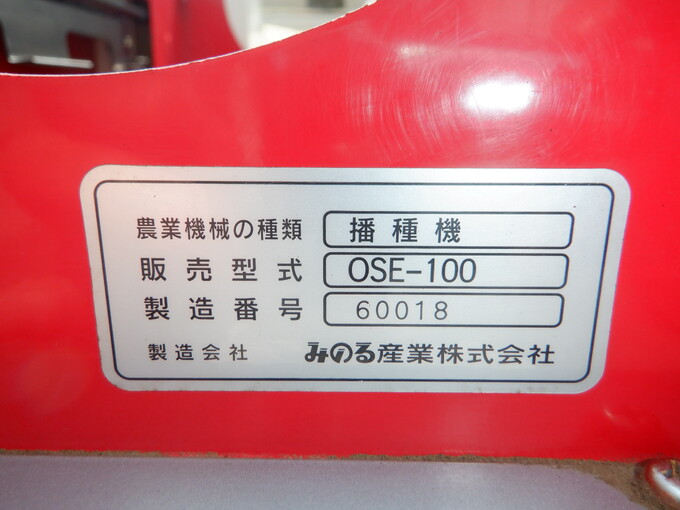 農業機械の種類 播種機
販売型式 OSE-100
製造番号 60018
製造会社 みのる産業株式会社